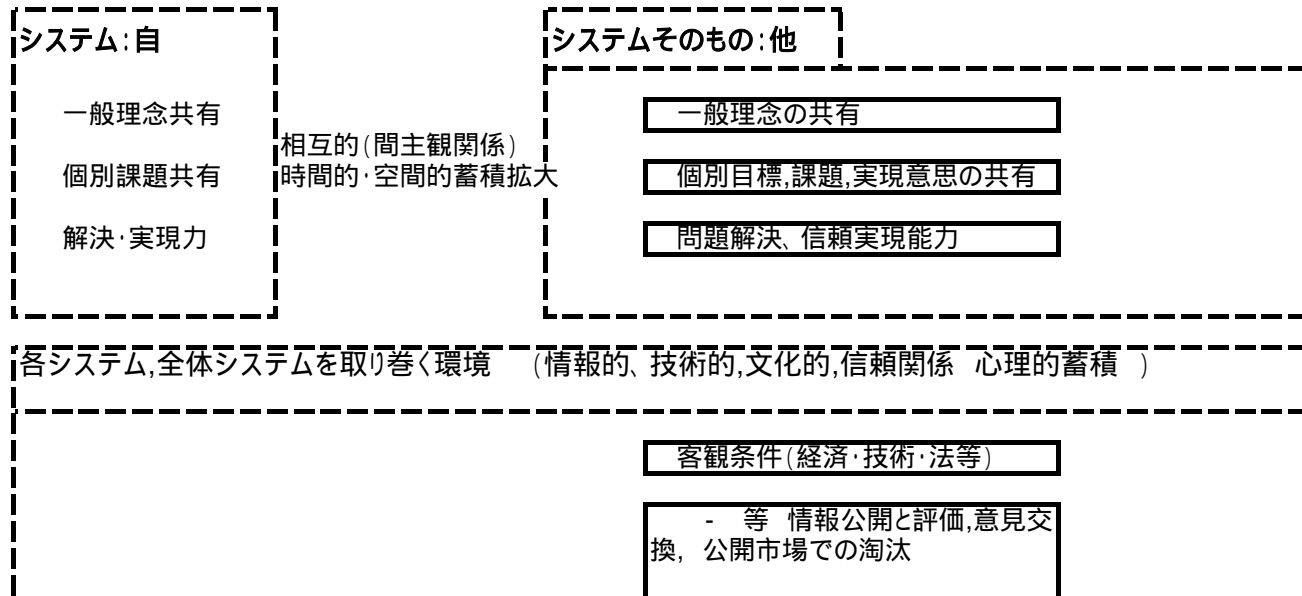 システム:自
システムそのもの:他
一般理念共有
一般理念の共有
相互的(間主観関係)
個別課題共有
時間的・空間的蓄積拡大
個別目標,課題,実現意思の共有
解決・実現力
問題解決、信頼実現能力
各システム,全体システムを取り巻く環境 (情報的、技術的,文化的,信頼関係 心理的蓄積 )
客観条件(経済・技術・法等)
- 等 情報公開と評価,意見交
換, 公開市場での淘汰